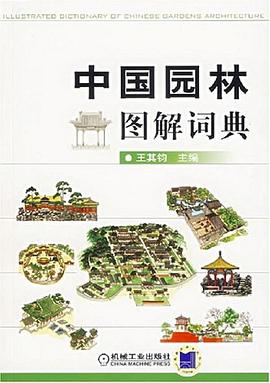 ILLUSTRATED DICTIONARY OF CHINESE GARDENS ARCHITECTURE
中国园林
图解词典
王其钧 主编
机械工业出版社
CHINA MACHINE PRESS